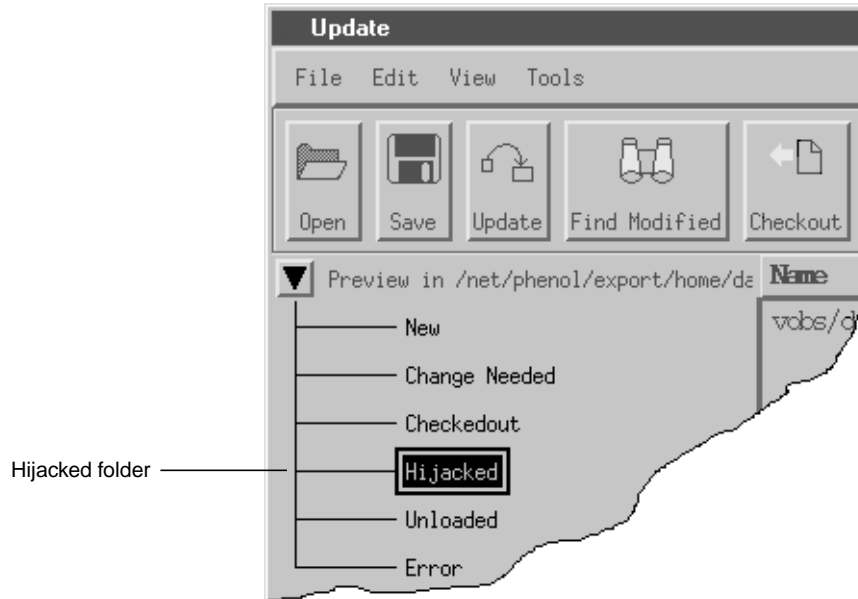 Update
File Edit View Tools
Open Save Update Find Modified Checkout
Preview in /net/phenol/export/home/da Name
New vobs/d
Change Needed
Checkedout
Hijacked folder Hijacked
Unloaded
Error